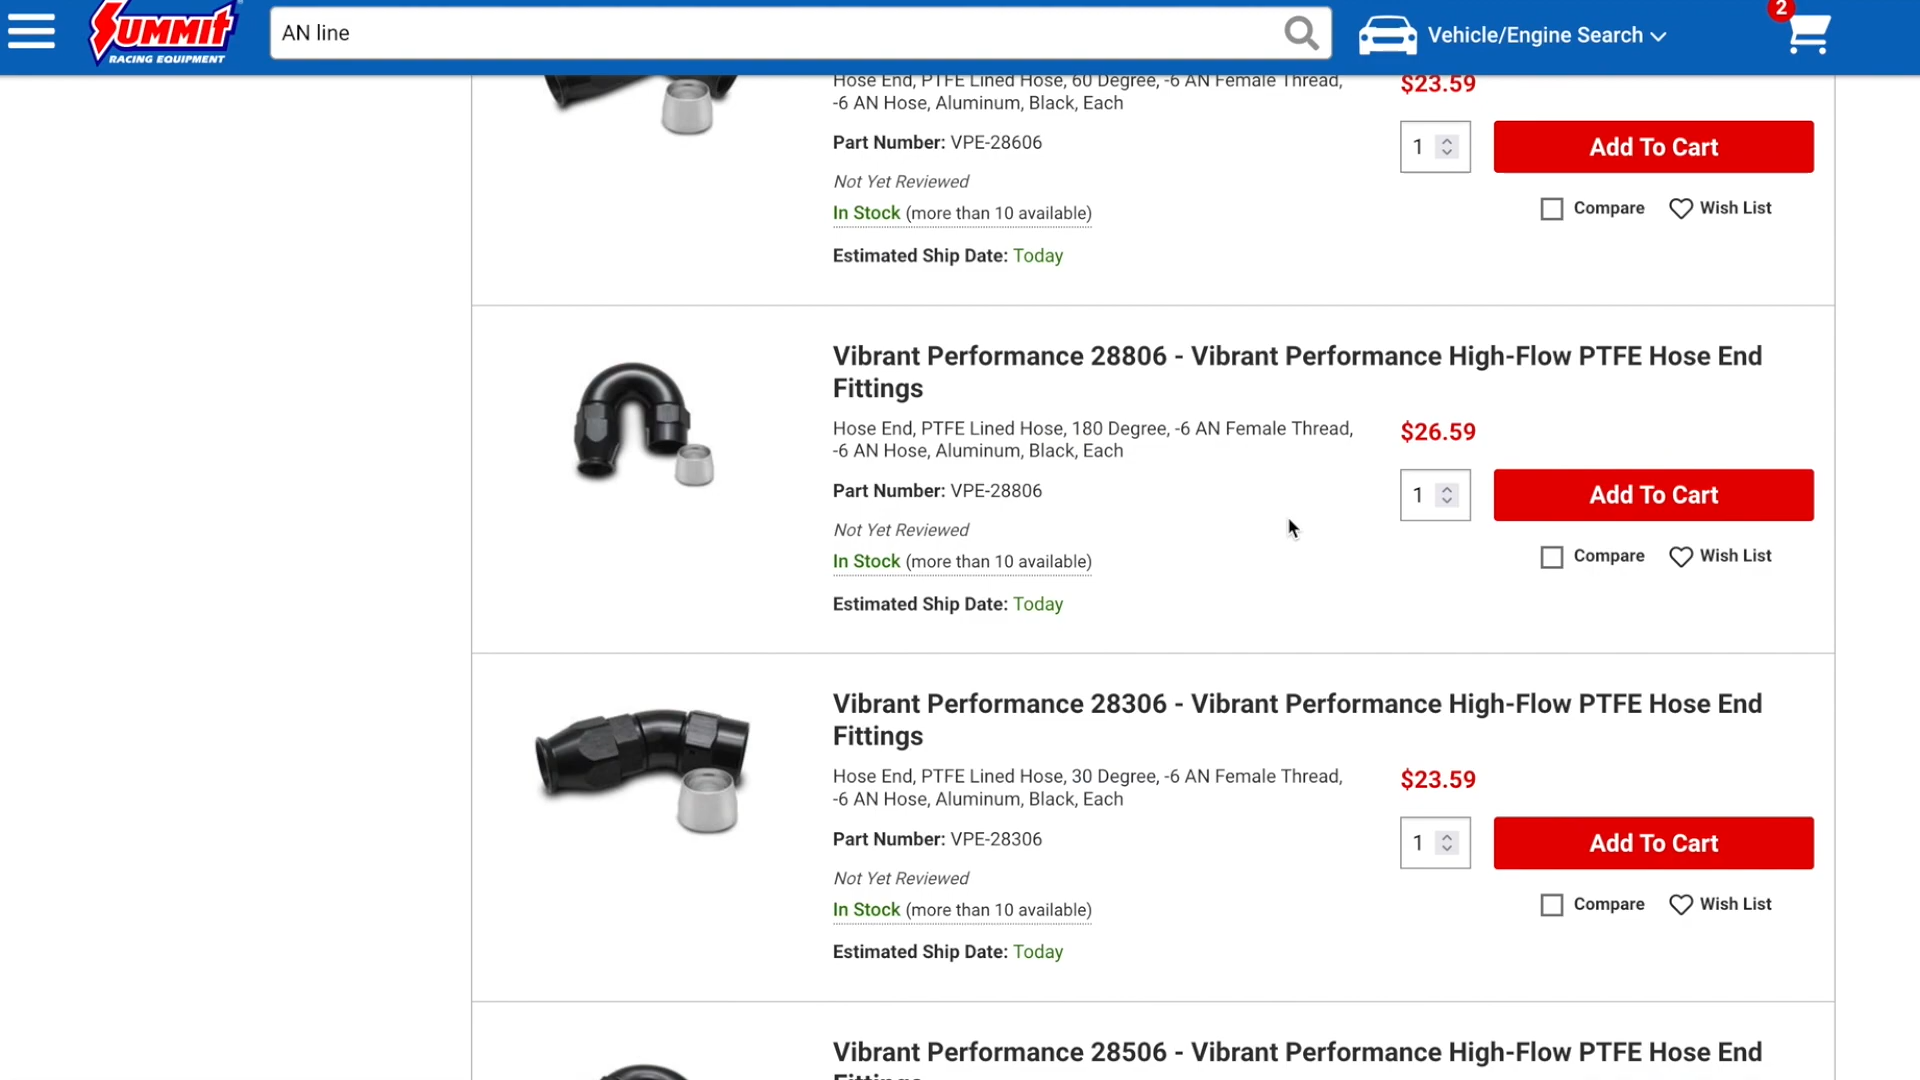 SUMMIT
RACING EQUIPMENT
AN line
Vehicle/Engine Search
2
Hose End, PTFE Lined Hose, 60 Degree, -6 AN Female Thread,
-6 AN Hose, Aluminum, Black, Each
$23.59
Part Number: VPE-28606
1
Add To Cart
Not Yet Reviewed
In Stock (more than 10 available)
Compare
Wish List
Estimated Ship Date: Today
Vibrant Performance 28806 - Vibrant Performance High-Flow PTFE Hose End
Fittings
Hose End, PTFE Lined Hose, 180 Degree, -6 AN Female Thread,
-6 AN Hose, Aluminum, Black, Each
$26.59
Part Number: VPE-28806
1
Add To Cart
Not Yet Reviewed
In Stock (more than 10 available)
Compare
Wish List
Estimated Ship Date: Today
Vibrant Performance 28306 - Vibrant Performance High-Flow PTFE Hose End
Fittings
Hose End, PTFE Lined Hose, 30 Degree, -6 AN Female Thread,
-6 AN Hose, Aluminum, Black, Each
$23.59
Part Number: VPE-28306
1
Add To Cart
Not Yet Reviewed
In Stock (more than 10 available)
Compare
Wish List
Estimated Ship Date: Today
Vibrant Performance 28506 - Vibrant Performance High-Flow PTFE Hose End
Fittings